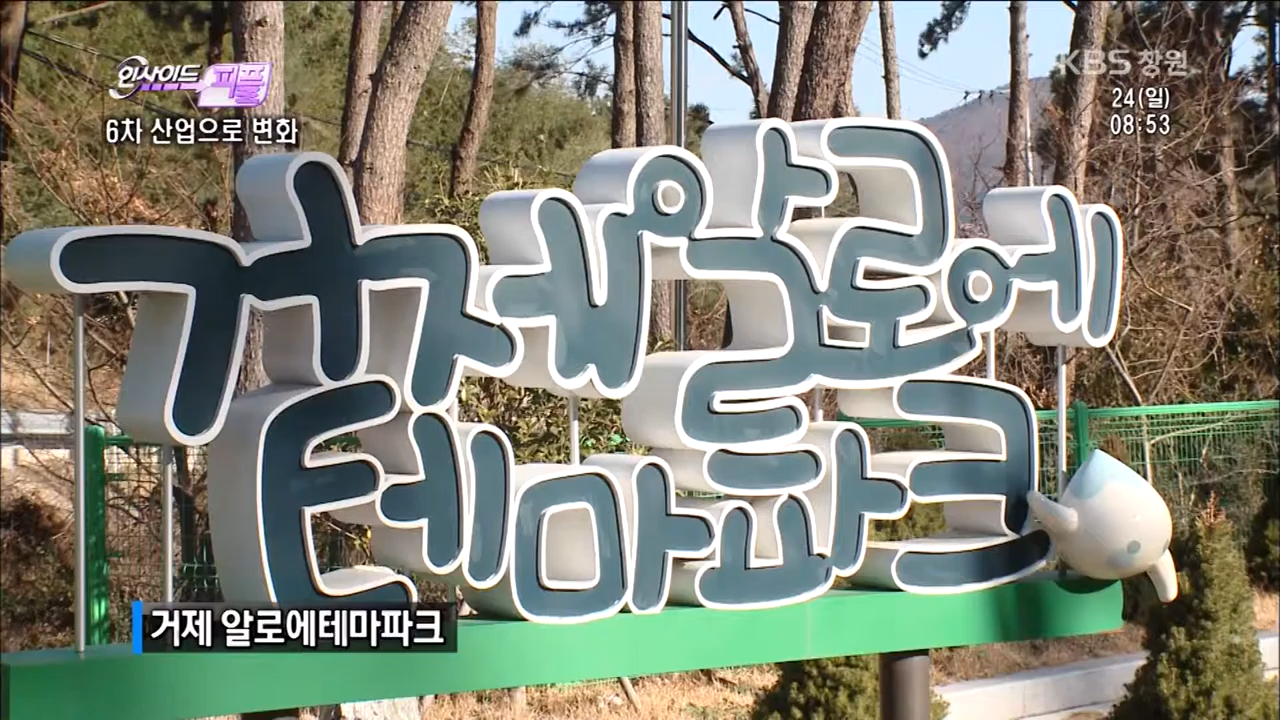 인사이드 피플
6차 산업으로 변화
KBS 창원
24(일)
08:53
거제알로에
테마파크
거제 알로에테마파크